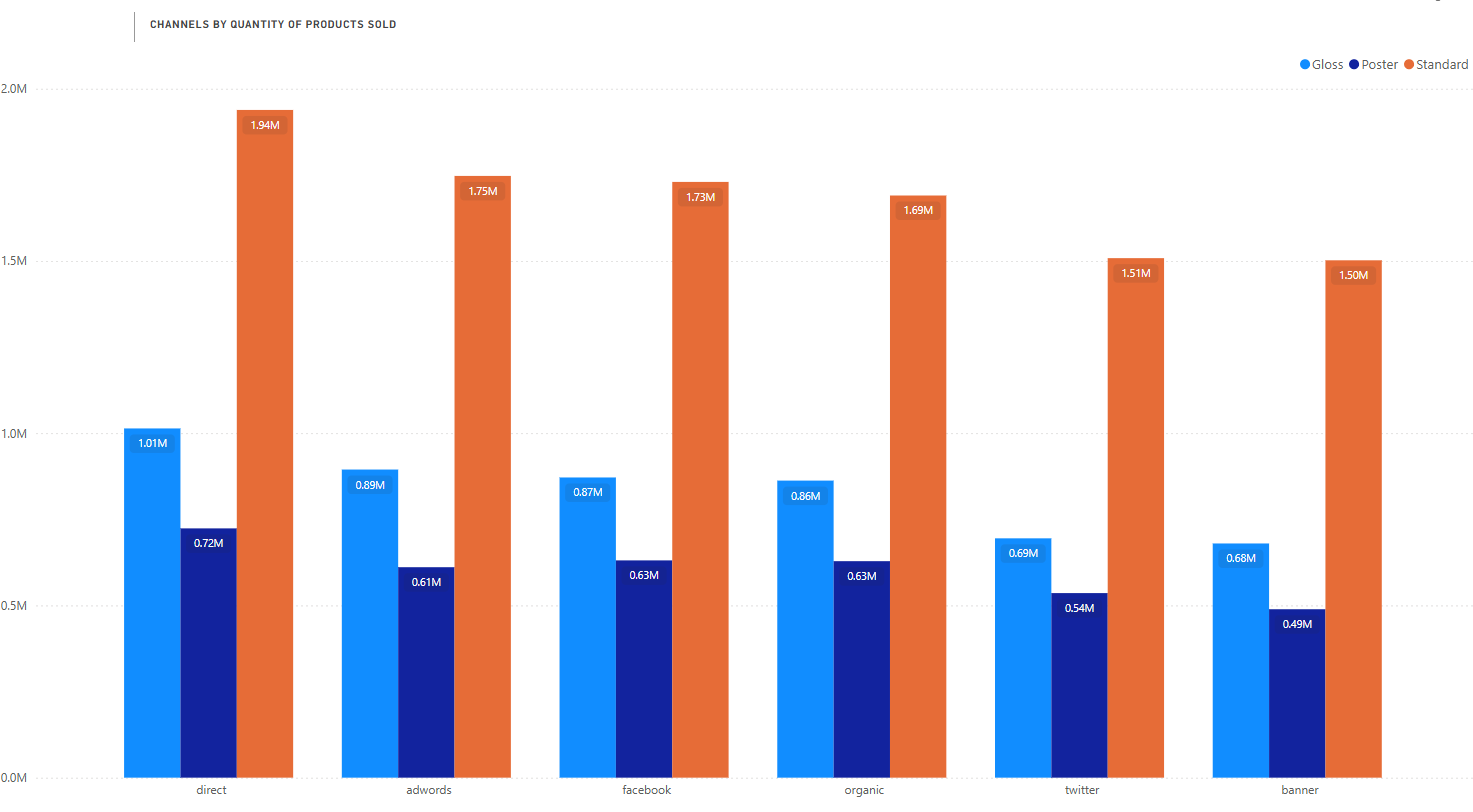 CHANNELS BY QUANTITY OF PRODUCTS SOLD
Gloss Poster Standard
2.0M
1.5M
1.0M
0.5M
0.0M
1.01M
0.72M
1.94M
0.89M
0.61M
1.75M
0.87M
0.63M
1.73M
0.86M
0.63M
1.69M
0.69M
0.54M
1.51M
0.68M
0.49M
1.50M
direct adwords facebook organic twitter banner